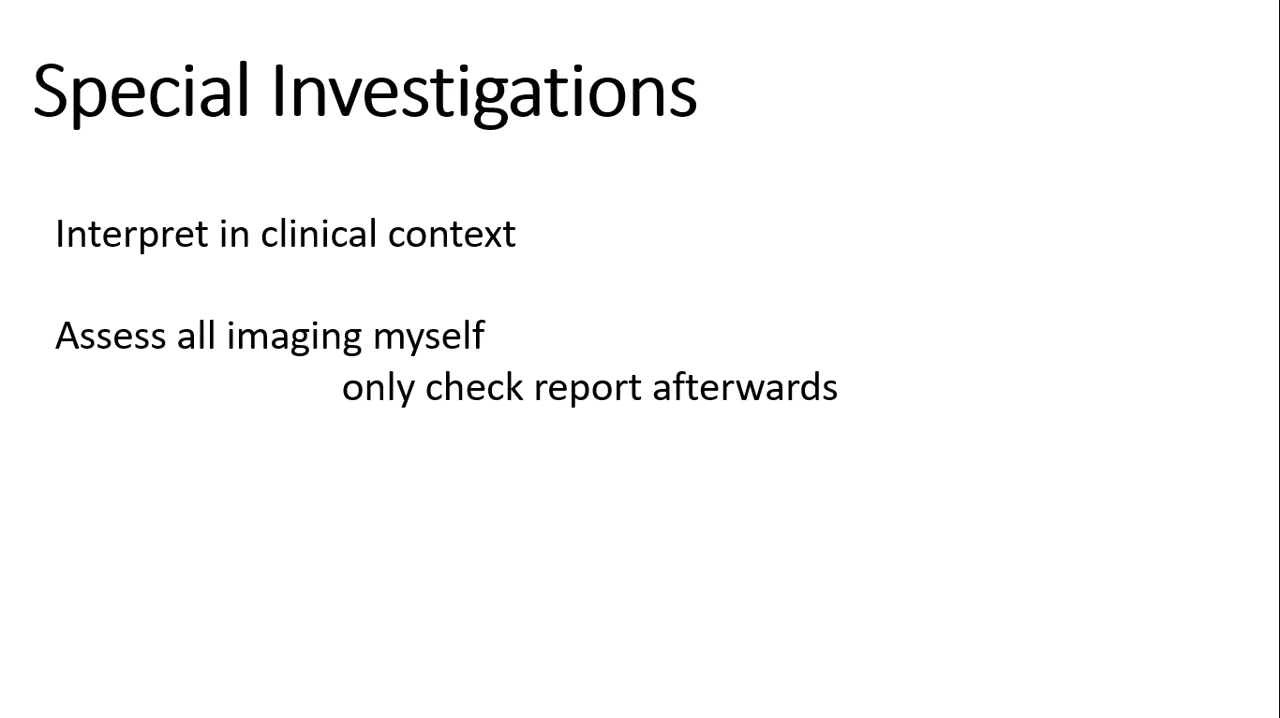 Special Investigations
Interpret in clinical context
Assess all imaging myself
only check report afterwards